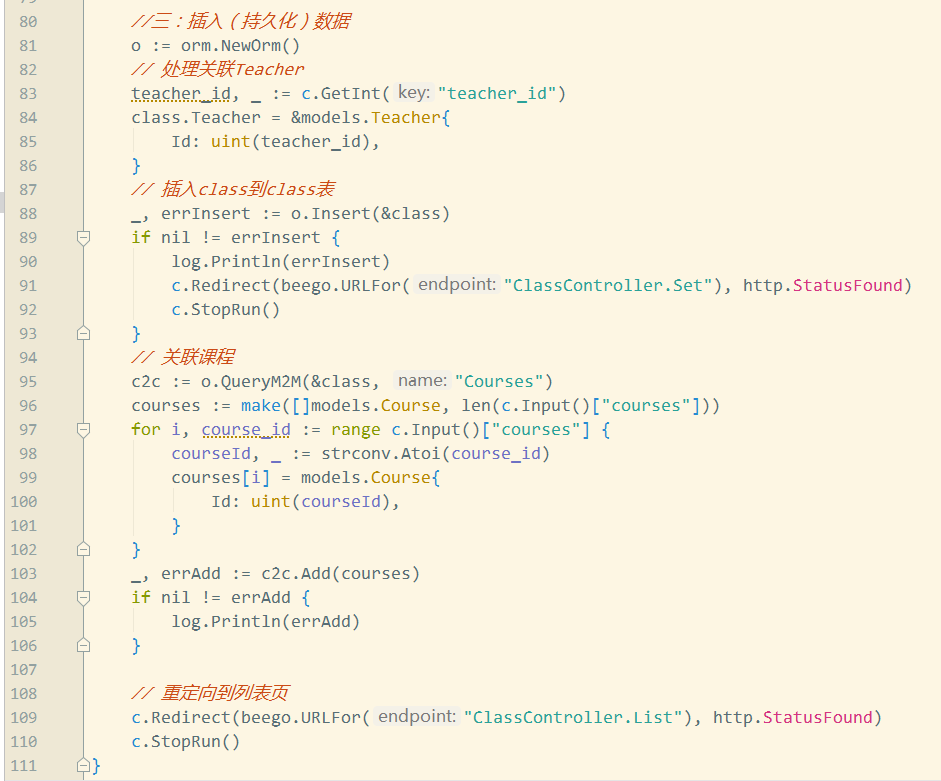 80 //三：插入（持久化）数据
81 o := orm.NewOrm()
82 // 处理关联Teacher
83 teacher_id, _ := c.GetInt( key: "teacher_id")
84 class.Teacher = &models.Teacher{
85 Id: uint(teacher_id),
86 }
87 // 插入class到class表
88 _, errInsert := o.Insert(&class)
89 if nil != errInsert {
90 log.Println(errInsert)
91 c.Redirect(beego.URLFor( endpoint: "ClassController.Set"), http.StatusFound)
92 c.StopRun()
93 }
94 // 关联课程
95 c2c := o.QueryM2M(&class, name: "Courses")
96 courses := make([]models.Course, len(c.Input()["courses"]))
97 for i, course_id := range c.Input()["courses"] {
98 courseId, _ := strconv.Atoi(course_id)
99 courses[i] = models.Course{
100 Id: uint(courseId),
101 }
102 }
103 _, errAdd := c2c.Add(courses)
104 if nil != errAdd {
105 log.Println(errAdd)
106 }
107
108 // 重定向到列表页
109 c.Redirect(beego.URLFor( endpoint: "ClassController.List"), http.StatusFound)
110 c.StopRun()
111 }